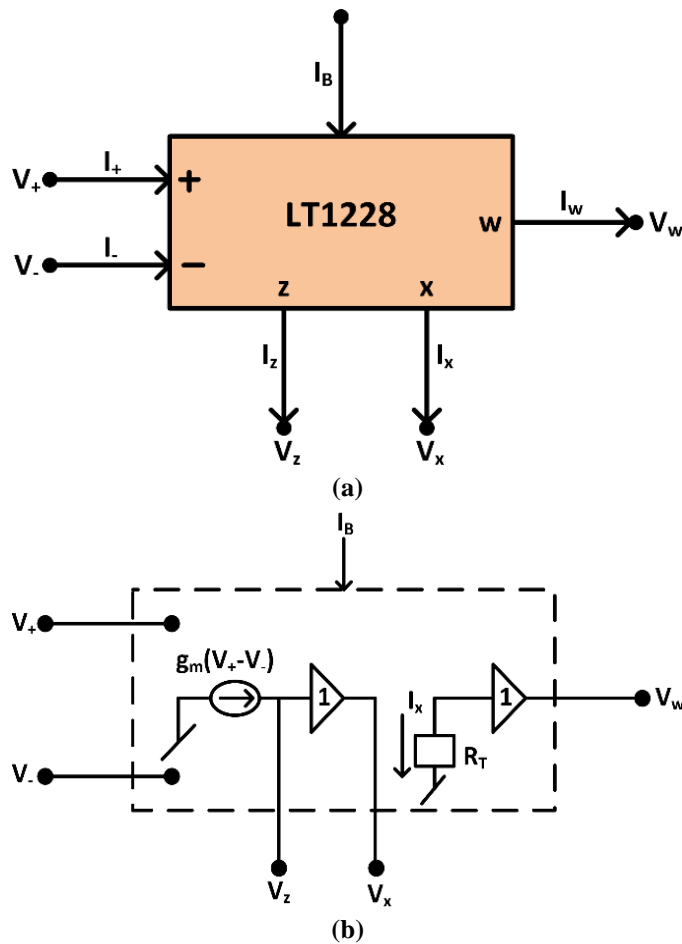 I_B
I_+
V_+
+
LT1228
I_w
w
V_w
I_-
V_-
−
z
x
I_z
I_x
V_z
V_x
(a)
I_B
V_+
g_m(V_+-V_-)
1
1
I_x
V_w
R_T
V_-
V_z
V_x
(b)